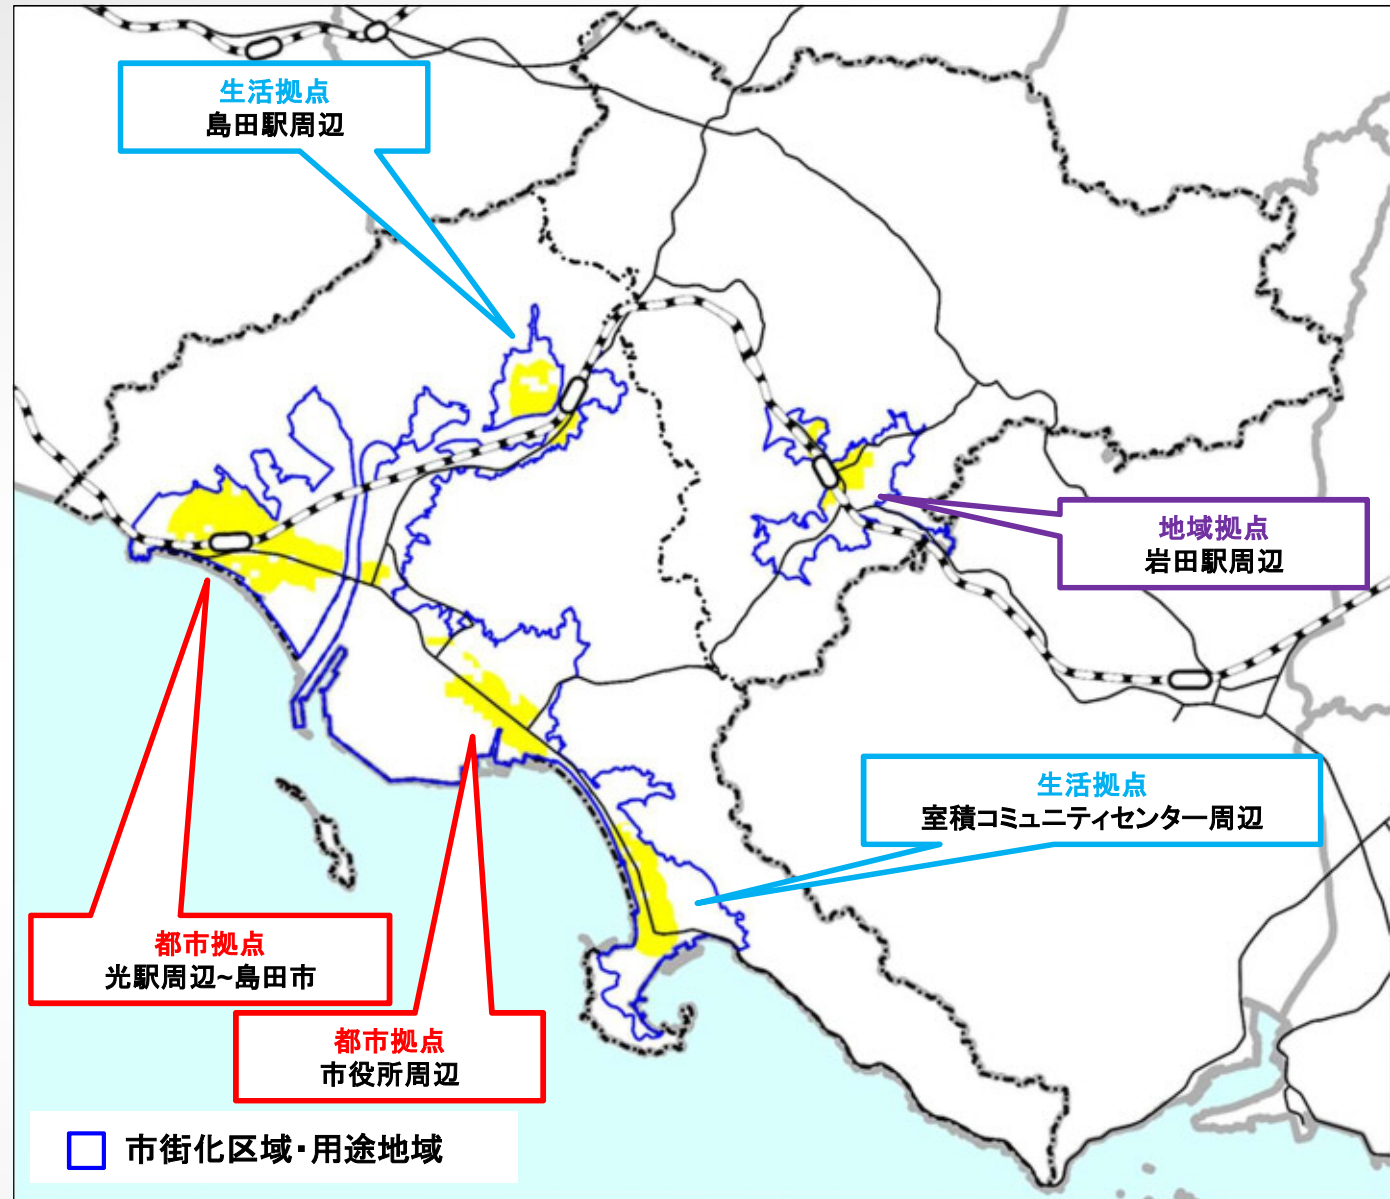 生活拠点
島田駅周辺
地域拠点
岩田駅周辺
生活拠点
室積コミュニティセンター周辺
都市拠点
光駅周辺~島田市
都市拠点
市役所周辺
市街化区域・用途地域